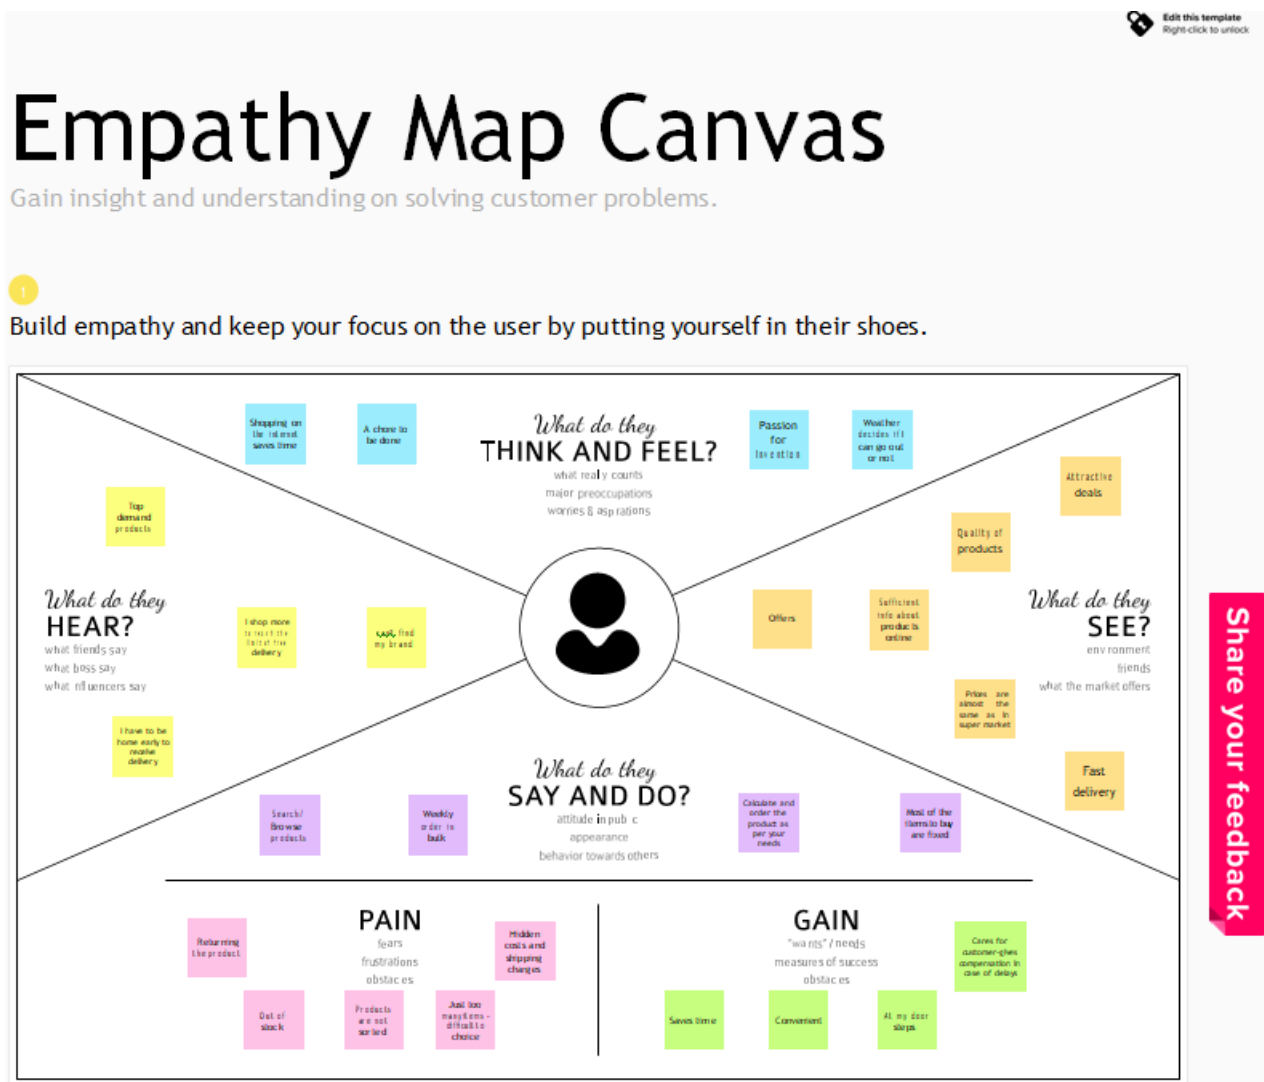 Edit this template
Right-click to unlock
Empathy Map Canvas
Gain insight and understanding on solving customer problems.
1
Build empathy and keep your focus on the user by putting yourself in their shoes.
Shopping on
the internet
saves time
A chore to
be done
What do they
THINK AND FEEL?
what really counts
major preoccupations
worries & aspirations
Passion
for
Invention
Weather
decides if I
can go out
or not
Top
demand
products
What do they
HEAR?
what friends say
what boss say
what influencers say
I shop more
to reach the
limit of free
delivery
find
my brand
I have to be
home early to
receive
delivery
Attractive
deals
Quality of
products
Offers
Sufficient
info about
products
online
What do they
SEE?
environment
friends
what the market offers
Prices are
almost the
same as in
super market
Fast
delivery
What do they
SAY AND DO?
attitude in public
appearance
behavior towards others
Search/
Browse
products
Weekly
order in
bulk
Calculate and
order the
product as
per your
needs
Most of the
items to buy
are fixed
PAIN
fears
frustrations
obstacles
Returning
the product
Hidden
costs and
shipping
charges
Out of
stock
Products
are not
sorted
Just too
many items -
difficult to
choice
GAIN
"wants" / needs
measures of success
obstacles
Cares for
customer-gives
compensation in
case of delays
Saves time
Convenient
At my door
steps
Share your feedback